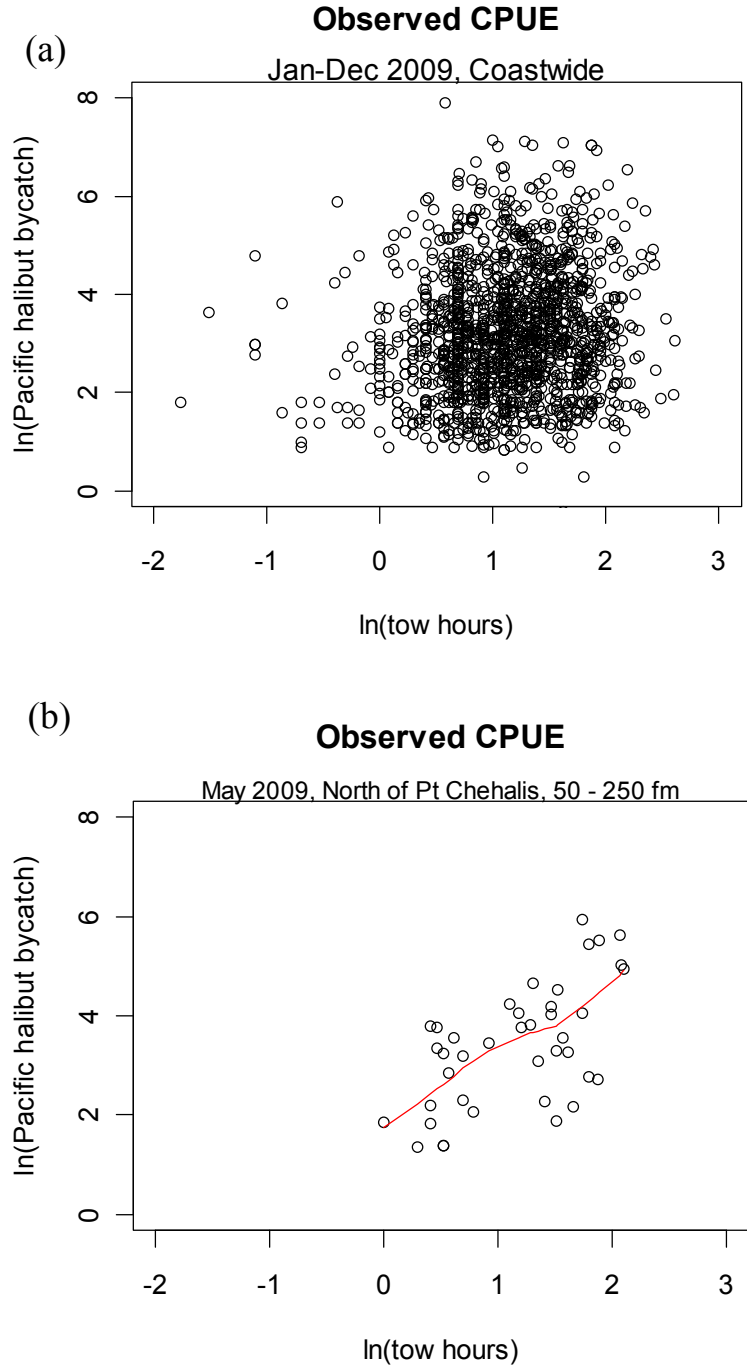 (a)
Observed CPUE
Jan-Dec 2009, Coastwide
ln(Pacific halibut bycatch)
8
6
4
2
0
-2 -1 0 1 2 3
ln(tow hours)
(b)
Observed CPUE
May 2009, North of Pt Chehalis, 50 - 250 fm
ln(Pacific halibut bycatch)
8
6
4
2
0
-2 -1 0 1 2 3
ln(tow hours)